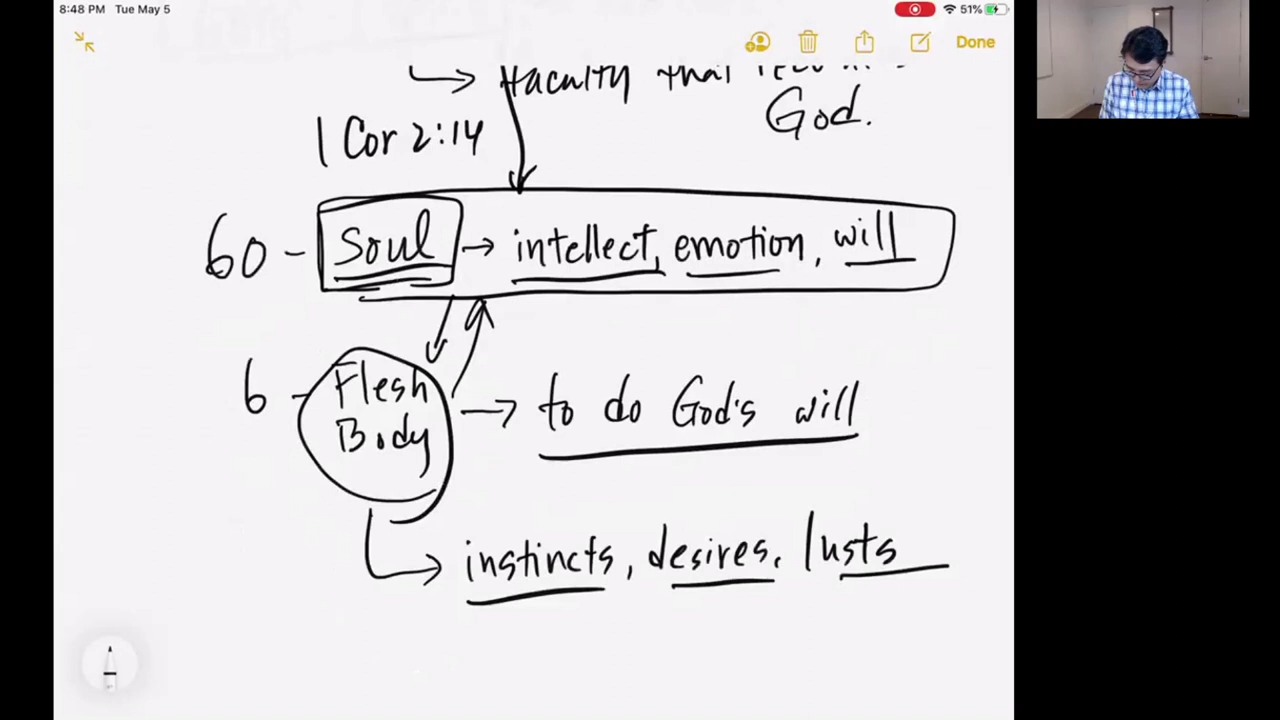 8:48 PM Tue May 5
51%
Done
Faculty that
God.
1 Cor 2:14
60 - Soul → intellect, emotion, will
6 - Flesh Body → to do God's will
↳ instincts, desires, lusts